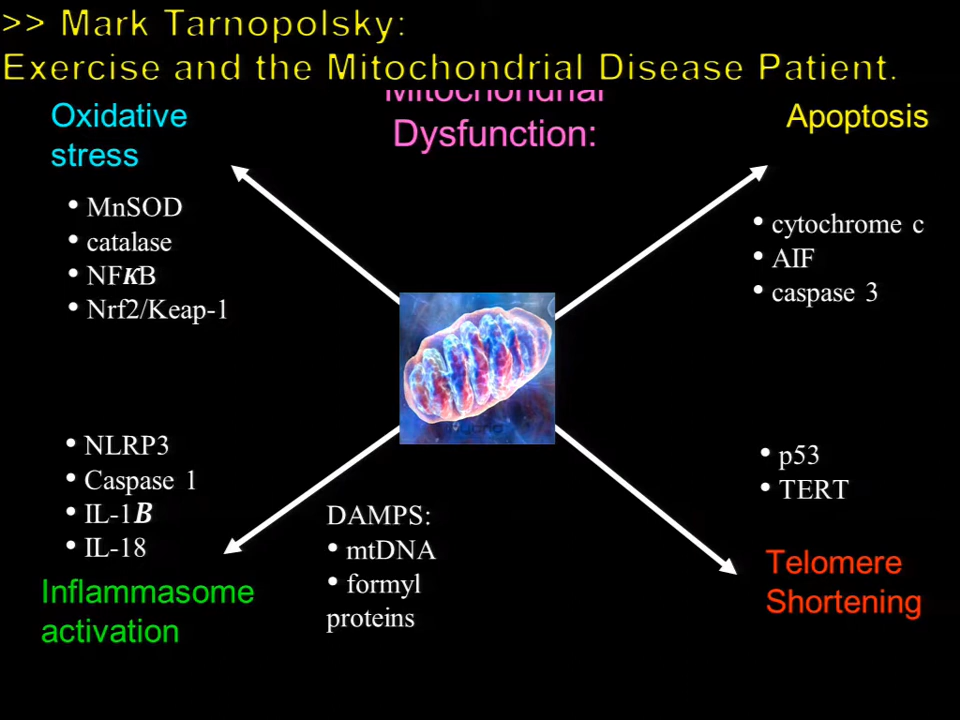 >> Mark Tarnopolsky:
Exercise and the Mitochondrial Disease Patient.
Mitochondrial
Dysfunction:
Oxidative
stress
• MnSOD
• catalase
• NFκB
• Nrf2/Keap-1
Apoptosis
• cytochrome c
• AIF
• caspase 3
• NLRP3
• Caspase 1
• IL-1B
• IL-18
Inflammasome
activation
DAMPS:
• mtDNA
• formyl
proteins
• p53
• TERT
Telomere
Shortening